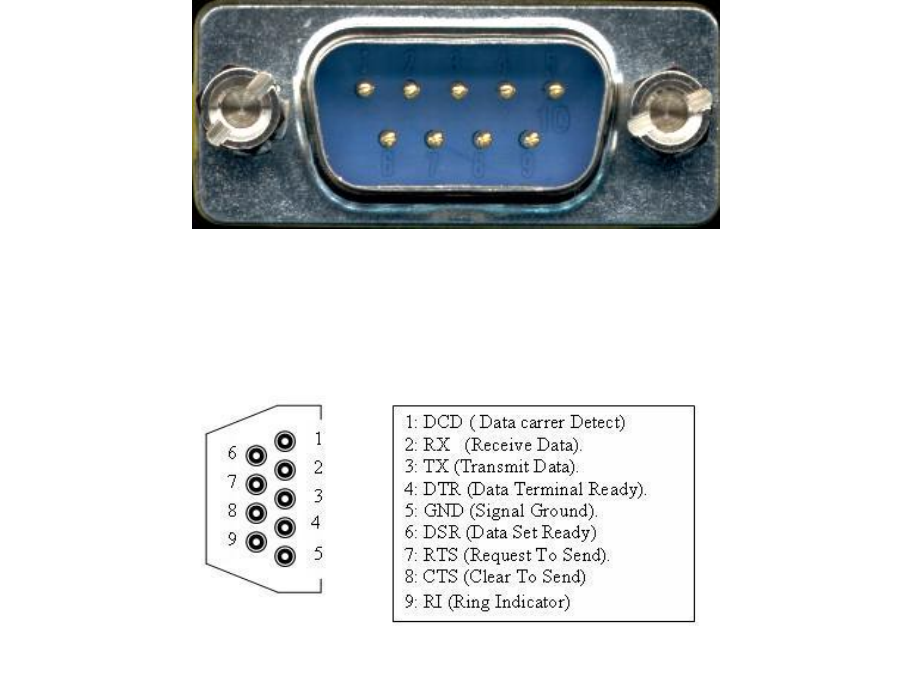 1 2 3 4 5
10
6 7 8 9
1
6
2
7
3
8
4
9
5
1: DCD ( Data carrer Detect)
2: RX (Receive Data).
3: TX (Transmit Data).
4: DTR (Data Terminal Ready).
5: GND (Signal Ground).
6: DSR (Data Set Ready)
7: RTS (Request To Send).
8: CTS (Clear To Send)
9: RI (Ring Indicator)